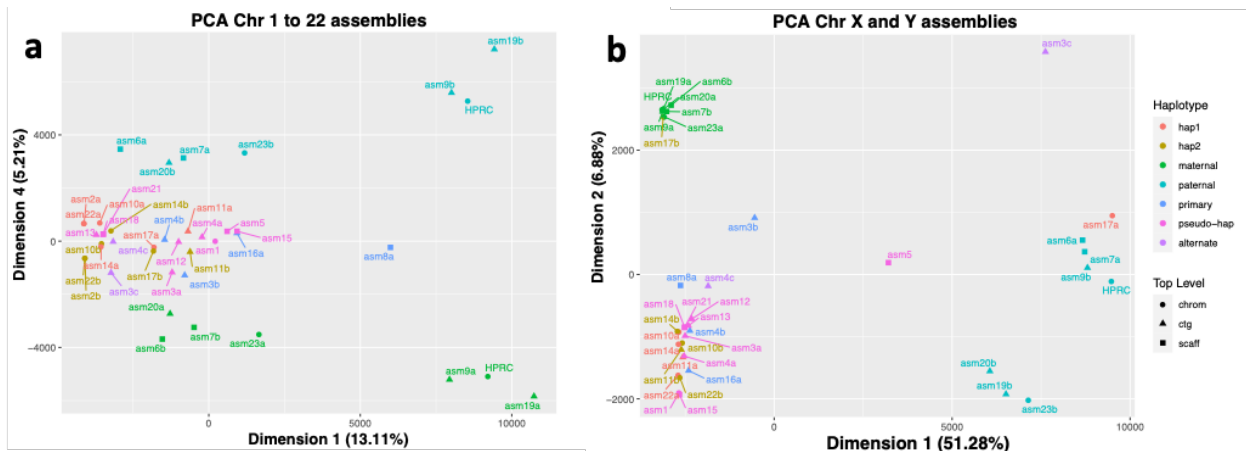 PCA Chr 1 to 22 assemblies
a
asm19b
asm9b
HPRC
asm6a
asm7a
asm23b
asm20b
asm21
asm2a
asm10a
asm14b
asm22a
asm18
asm4b
asm11a
asm4a
asm5
asm13
asm17a
asm1
asm15
asm10b
asm4c
asm12
asm16a
asm8a
asm14a
asm17b
asm11b
asm22b
asm3c
asm3a
asm3b
asm2b
asm20a
asm6b
asm7b
asm23a
asm9a
HPRC
asm19a
4000
0
-4000
0
5000
10000
Dimension 4 (5.21%)
Dimension 1 (13.11%)
PCA Chr X and Y assemblies
b
asm3c
asm19a
asm6b
HPRC
asm20a
asm7b
asm9a
asm23a
asm17b
asm3b
asm17a
asm6a
asm5
asm7a
asm9b
HPRC
asm8a
asm4c
asm18
asm21
asm12
asm14b
asm13
asm10a
asm4b
asm14a
asm10b
asm3a
asm11a
asm4a
asm11b
asm16a
asm22a
asm22b
asm1
asm15
asm20b
asm19b
asm23b
2000
0
-2000
0
5000
10000
Dimension 2 (6.88%)
Dimension 1 (51.28%)
Haplotype
hap1
hap2
maternal
paternal
primary
pseudo-hap
alternate
Top Level
chrom
ctg
scaff